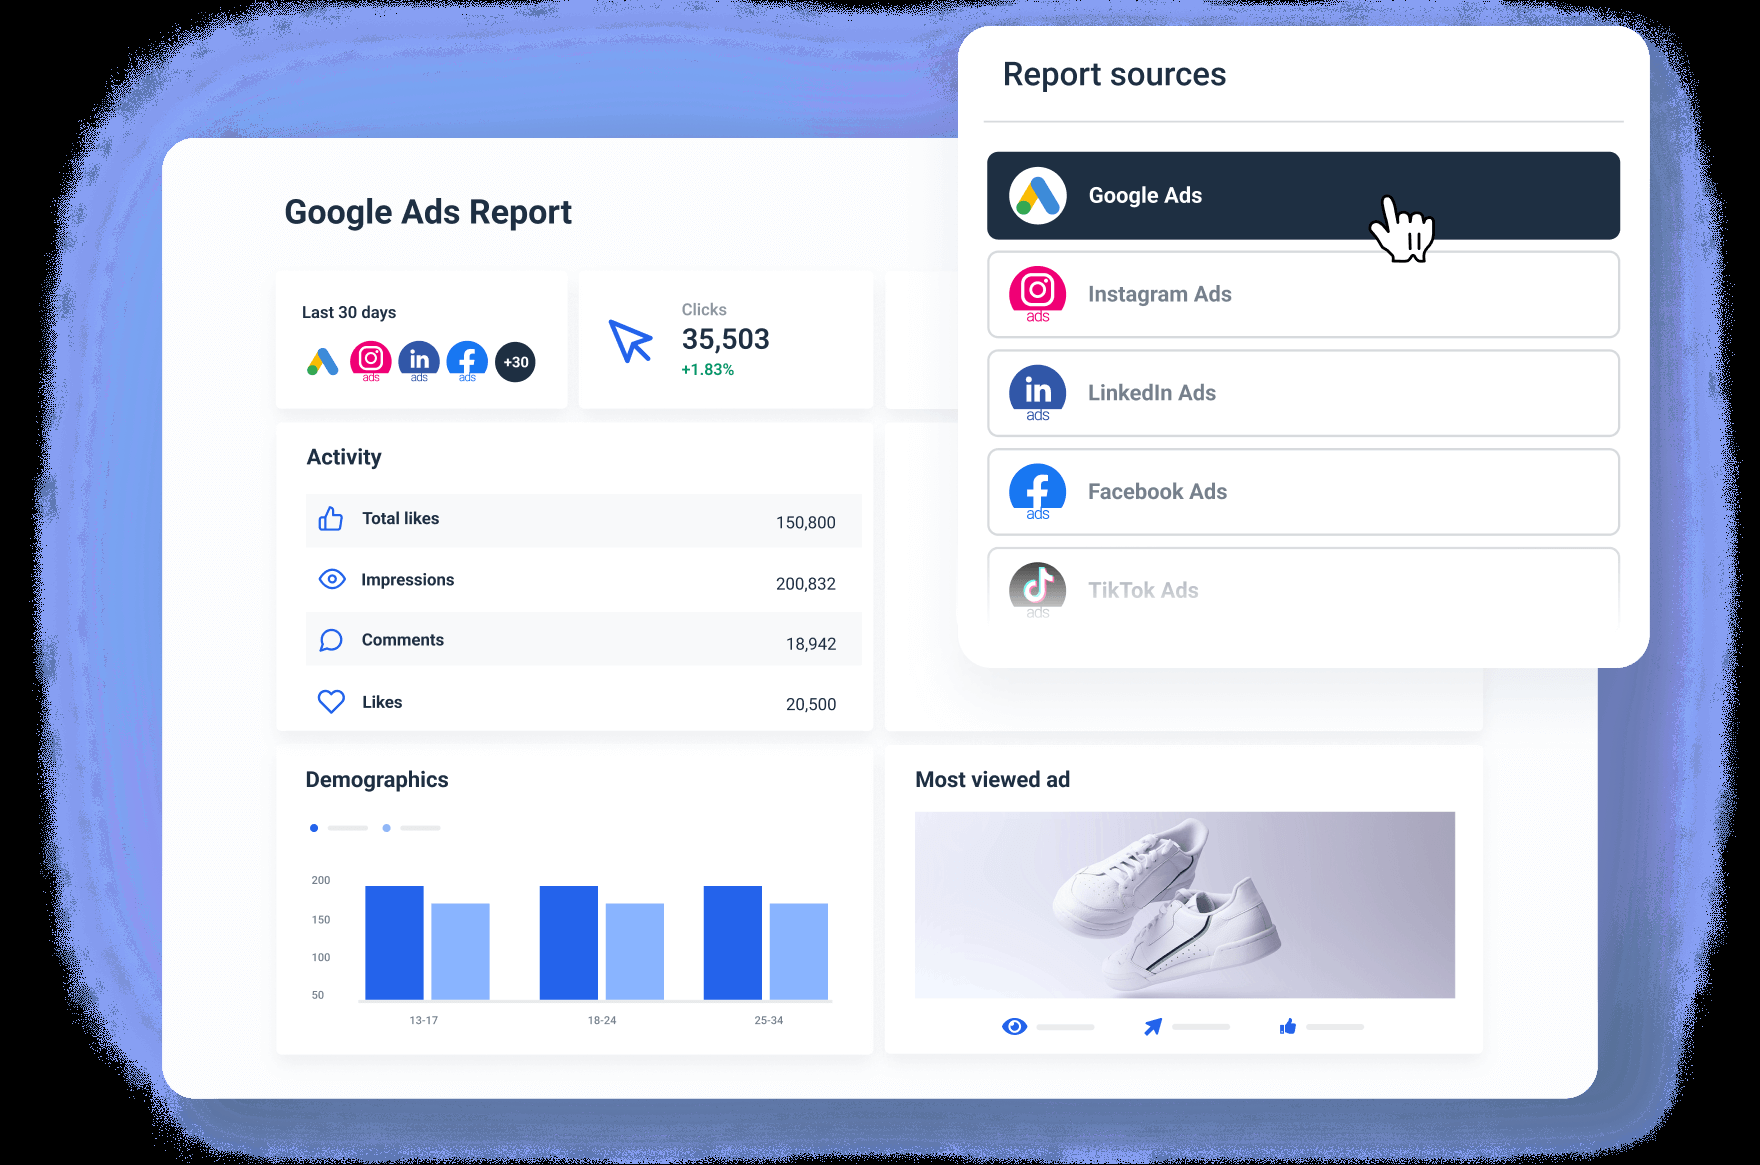 Report sources
Google Ads
Instagram Ads
ads
LinkedIn Ads
in
ads
Facebook Ads
ads
TikTok Ads
ads
Google Ads Report
Last 30 days
ads
in
ads
ads
+30
Clicks
35,503
+1.83%
Activity
Total likes 150,800
Impressions 200,832
Comments 18,942
Likes 20,500
Demographics
200
150
100
50
13-17 18-24 25-34
Most viewed ad